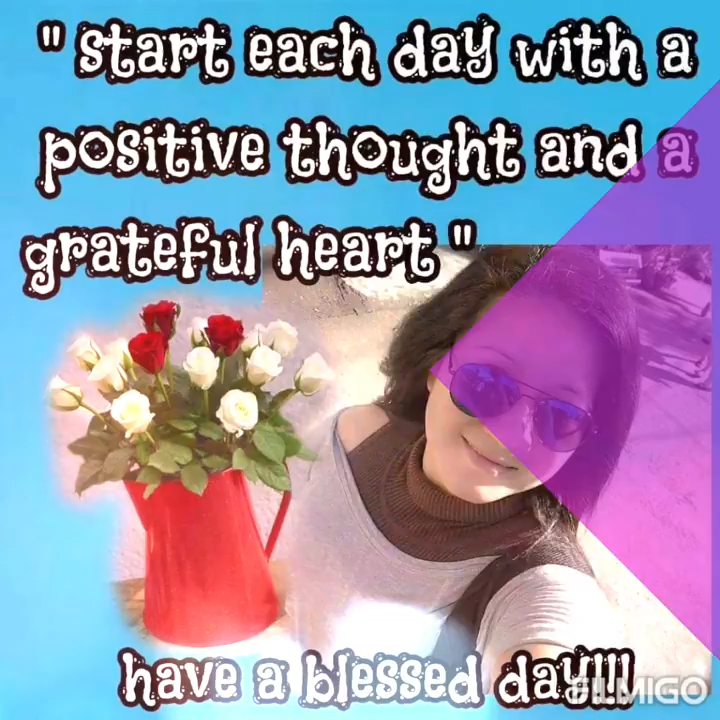 " start each day with a
positive thought and a
grateful heart "
have a blessed day!!!
FILMIGO